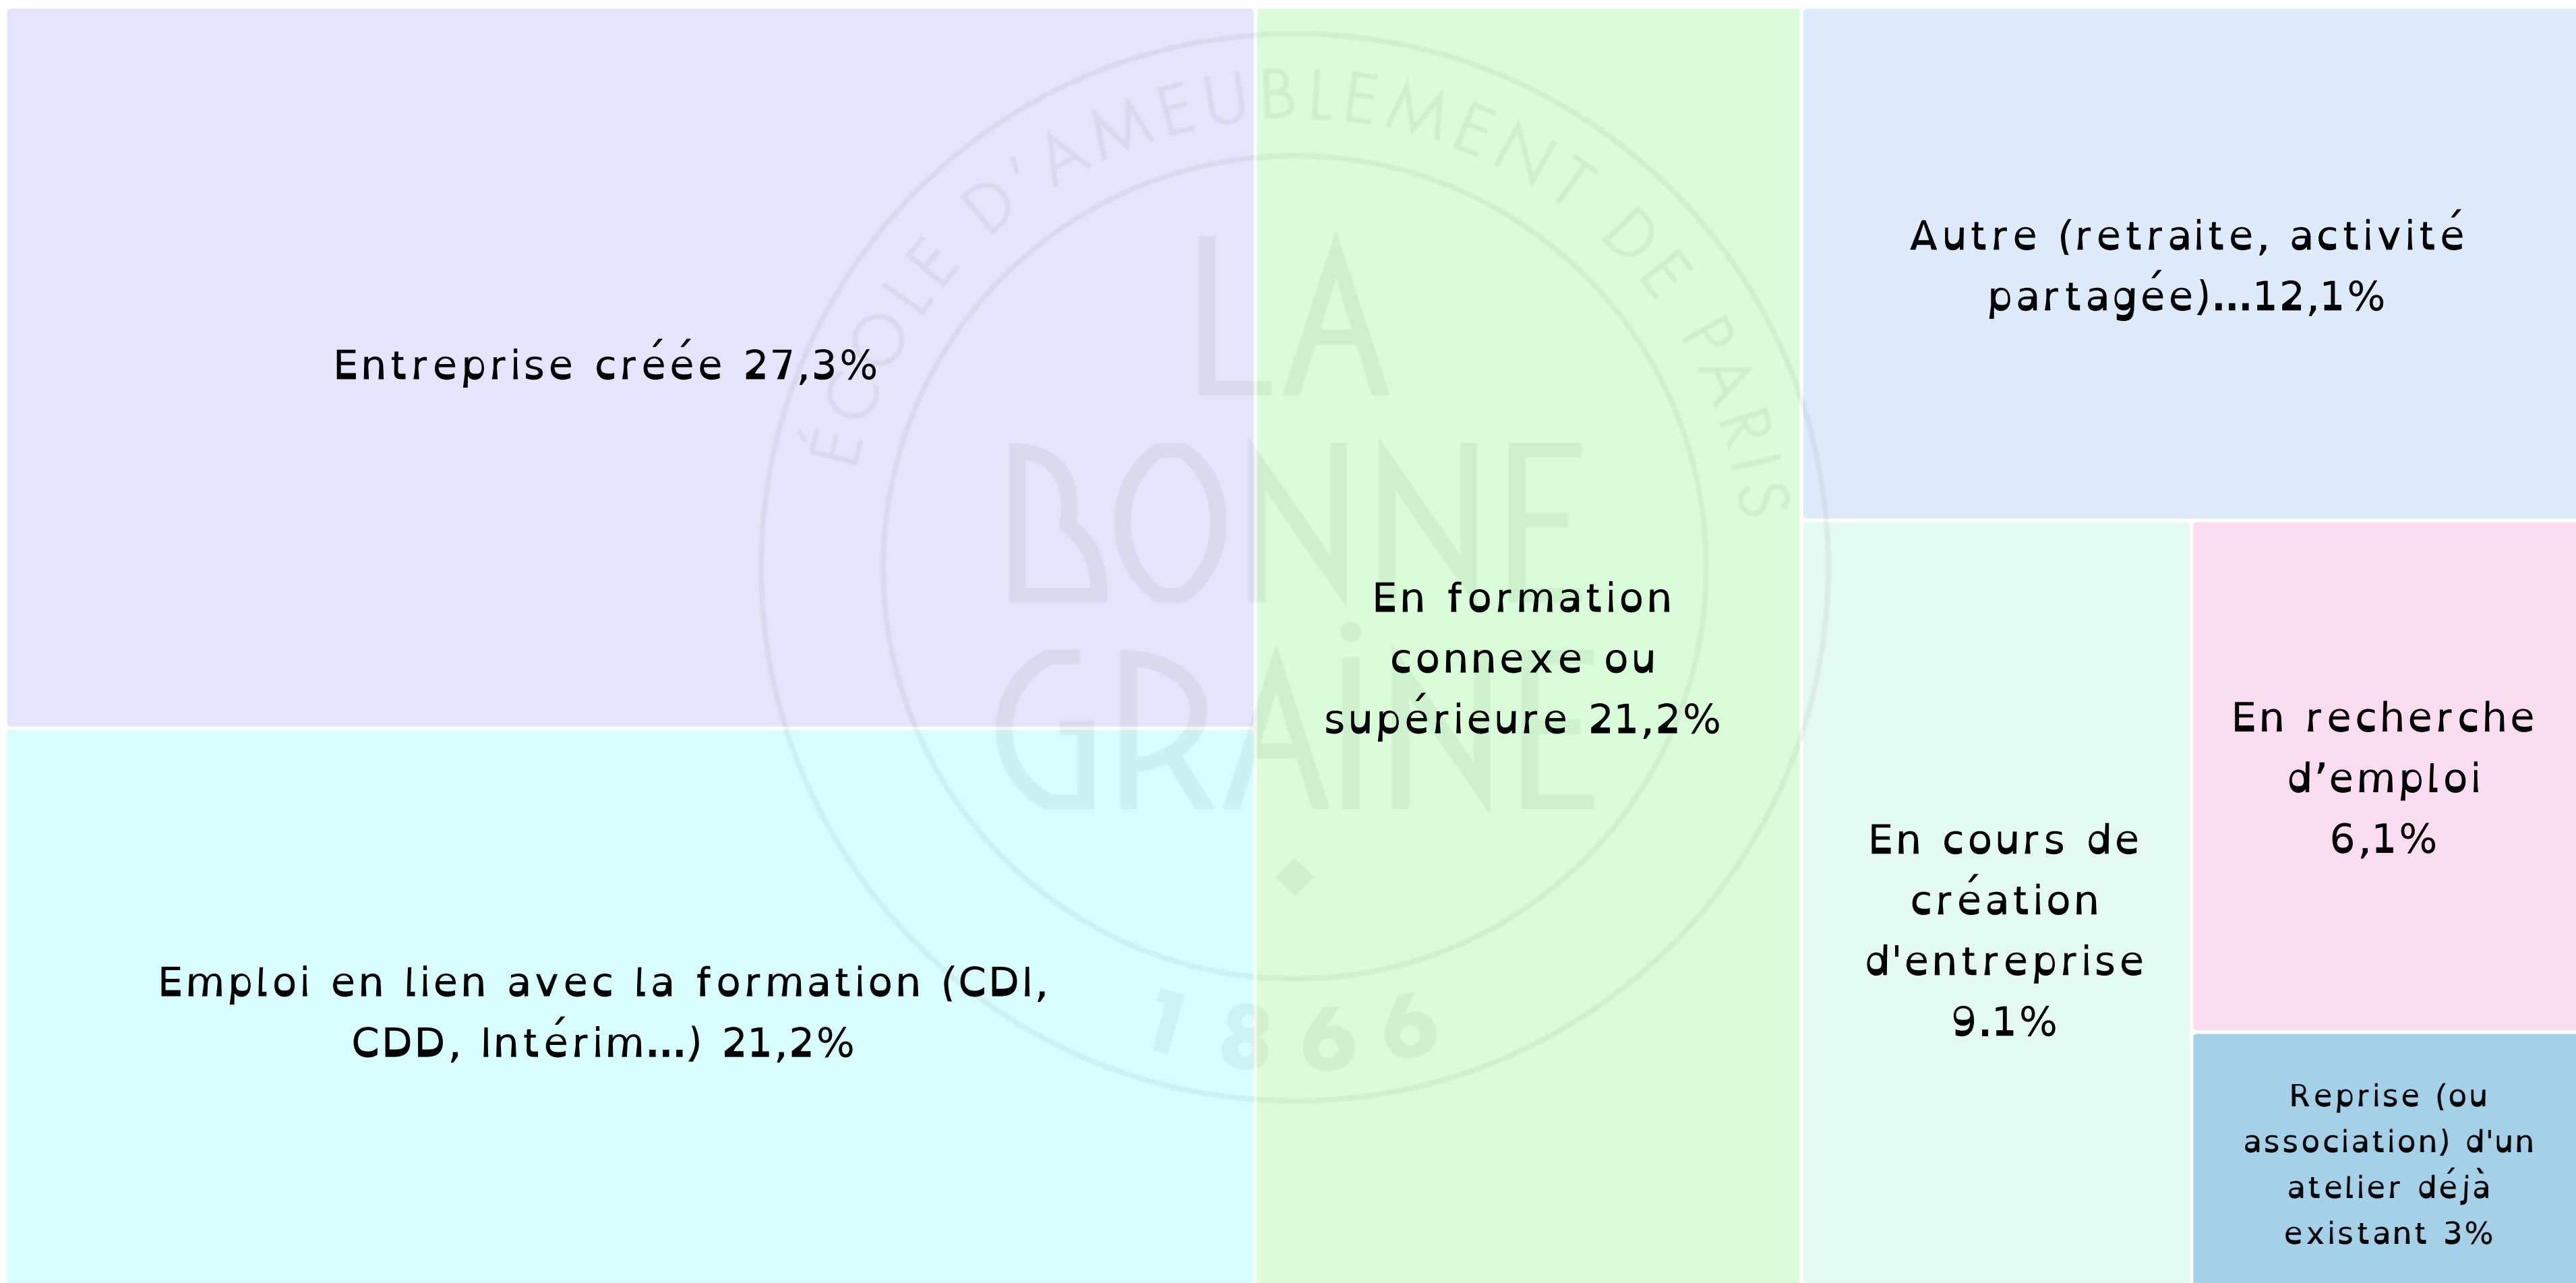 Entreprise créée 27,3%
Emploi en lien avec la formation (CDI,
CDD, Intérim...) 21,2%
En formation
connexe ou
supérieure 21,2%
Autre (retraite, activité
partagée)...12,1%
En cours de
création
d'entreprise
9.1%
En recherche
d’emploi
6,1%
Reprise (ou
association) d'un
atelier déjà
existant 3%
ÉCOLE D'AMEUBLEMENT DE PARIS
LA
BONNE
GRAiNE
1866